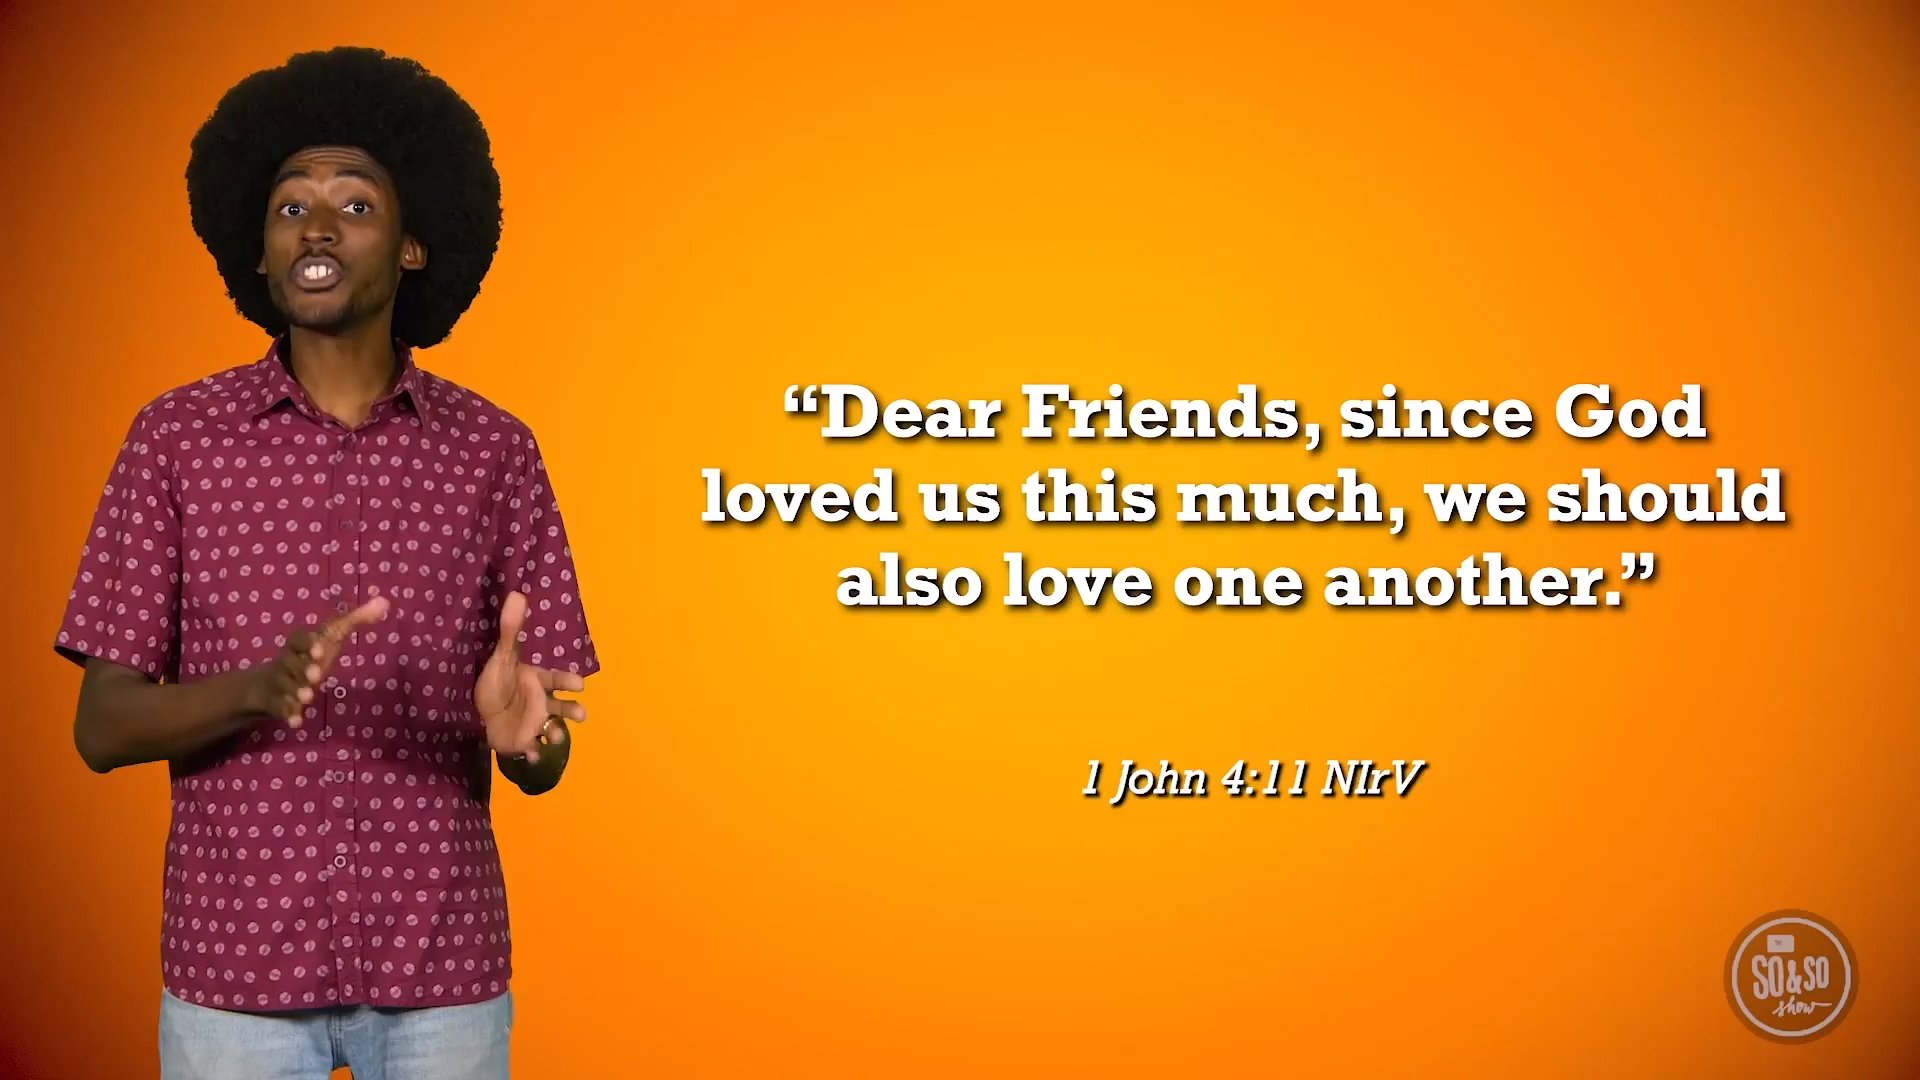 “Dear Friends, since God
loved us this much, we should
also love one another.”
1 John 4:11 NIrV
SO & SO
show